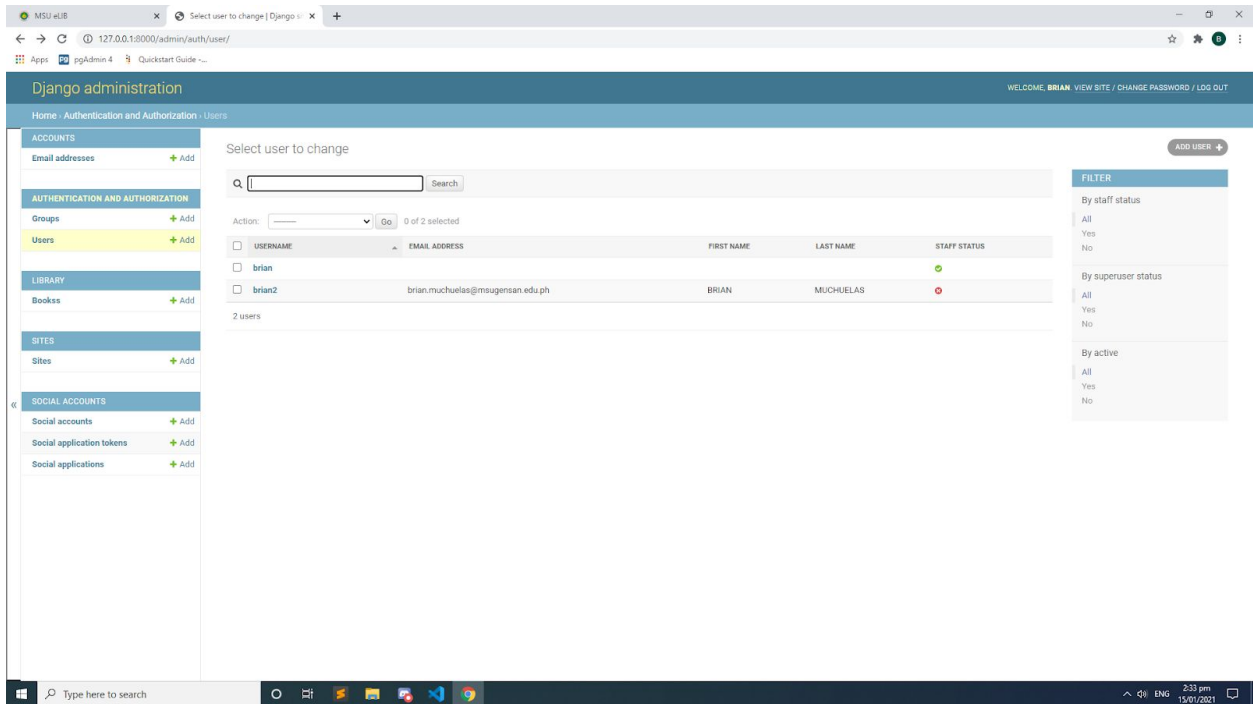 MSU eLIB
Select user to change | Django si
127.0.0.1:8000/admin/auth/user/
B
Apps
Pg pgAdmin 4
Quickstart Guide -...
Django administration
WELCOME, BRIAN. VIEW SITE / CHANGE PASSWORD / LOG OUT
Home › Authentication and Authorization › Users
ACCOUNTS
Email addresses + Add
AUTHENTICATION AND AUTHORIZATION
Groups + Add
Users + Add
LIBRARY
Bookss + Add
SITES
Sites + Add
SOCIAL ACCOUNTS
Social accounts + Add
Social application tokens + Add
Social applications + Add
«
Select user to change
ADD USER +
Search
Action: --------- Go 0 of 2 selected
USERNAME EMAIL ADDRESS FIRST NAME LAST NAME STAFF STATUS
brian
brian2 brian.muchuelas@msugensan.edu.ph BRIAN MUCHUELAS
2 users
FILTER
By staff status
All
Yes
No
By superuser status
All
Yes
No
By active
All
Yes
No
Type here to search
ENG
2:33 pm
15/01/2021